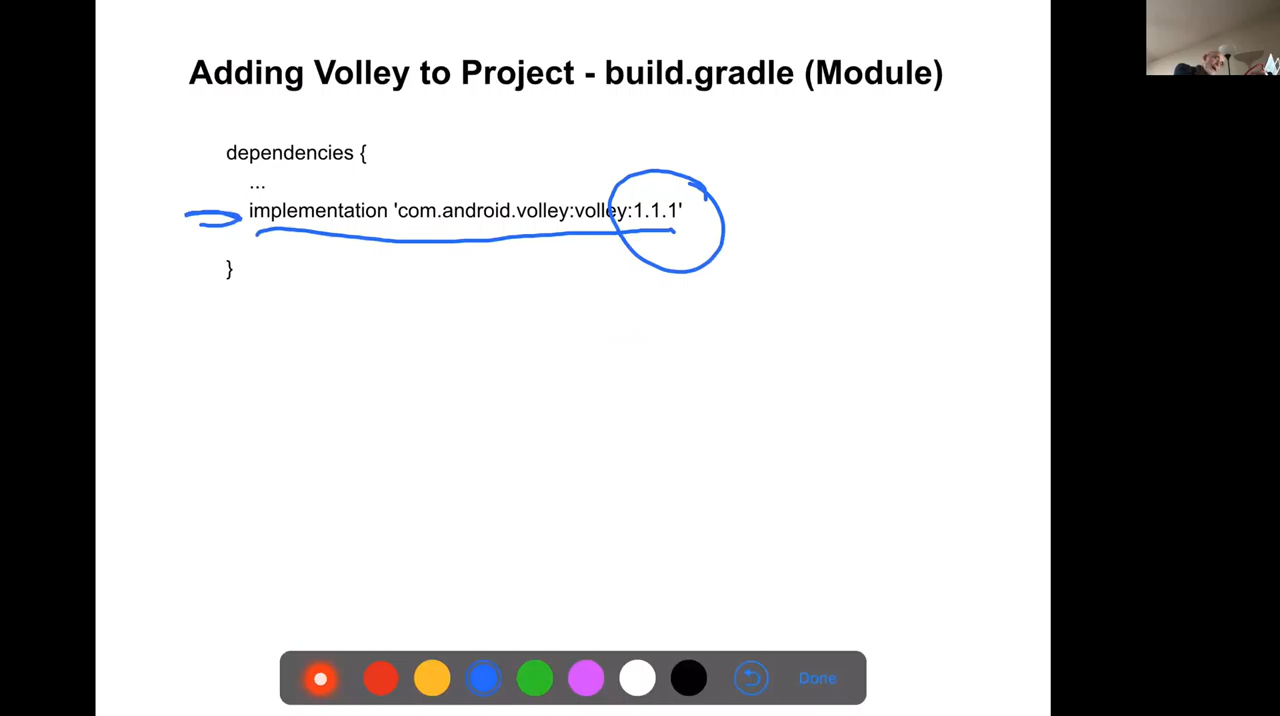 Adding Volley to Project - build.gradle (Module)
dependencies {
...
implementation 'com.android.volley:volley:1.1.1'
}
Done